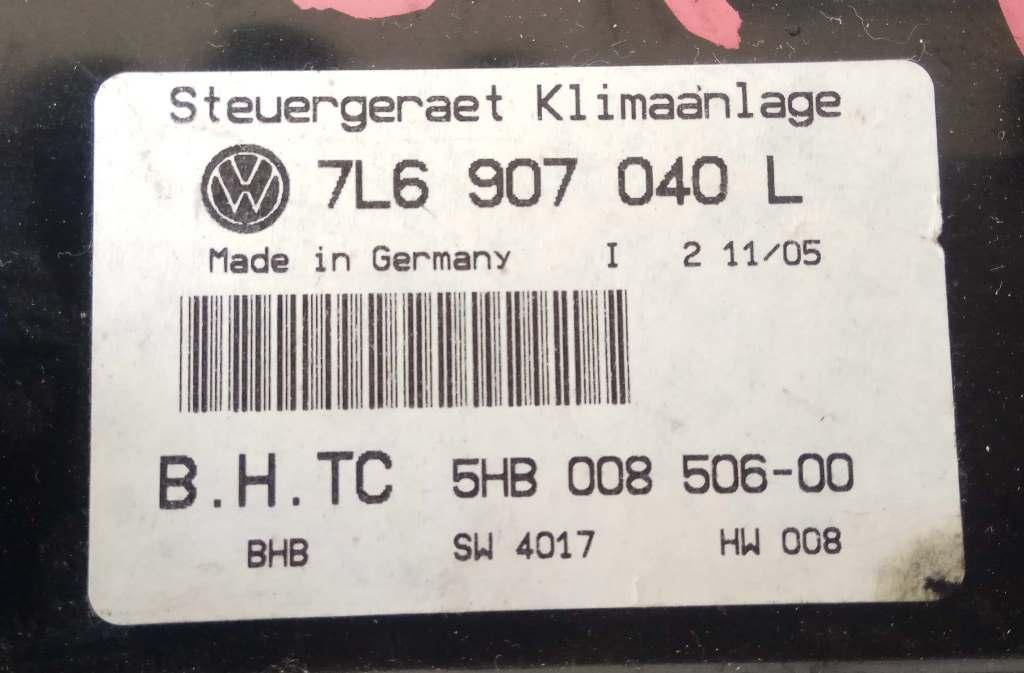 Steuergeraet Klimaanlage
VW 7L6 907 040 L
Made in Germany I 2 11/05
B.H.TC 5HB 008 506-00
BHB SW 4017 HW 008